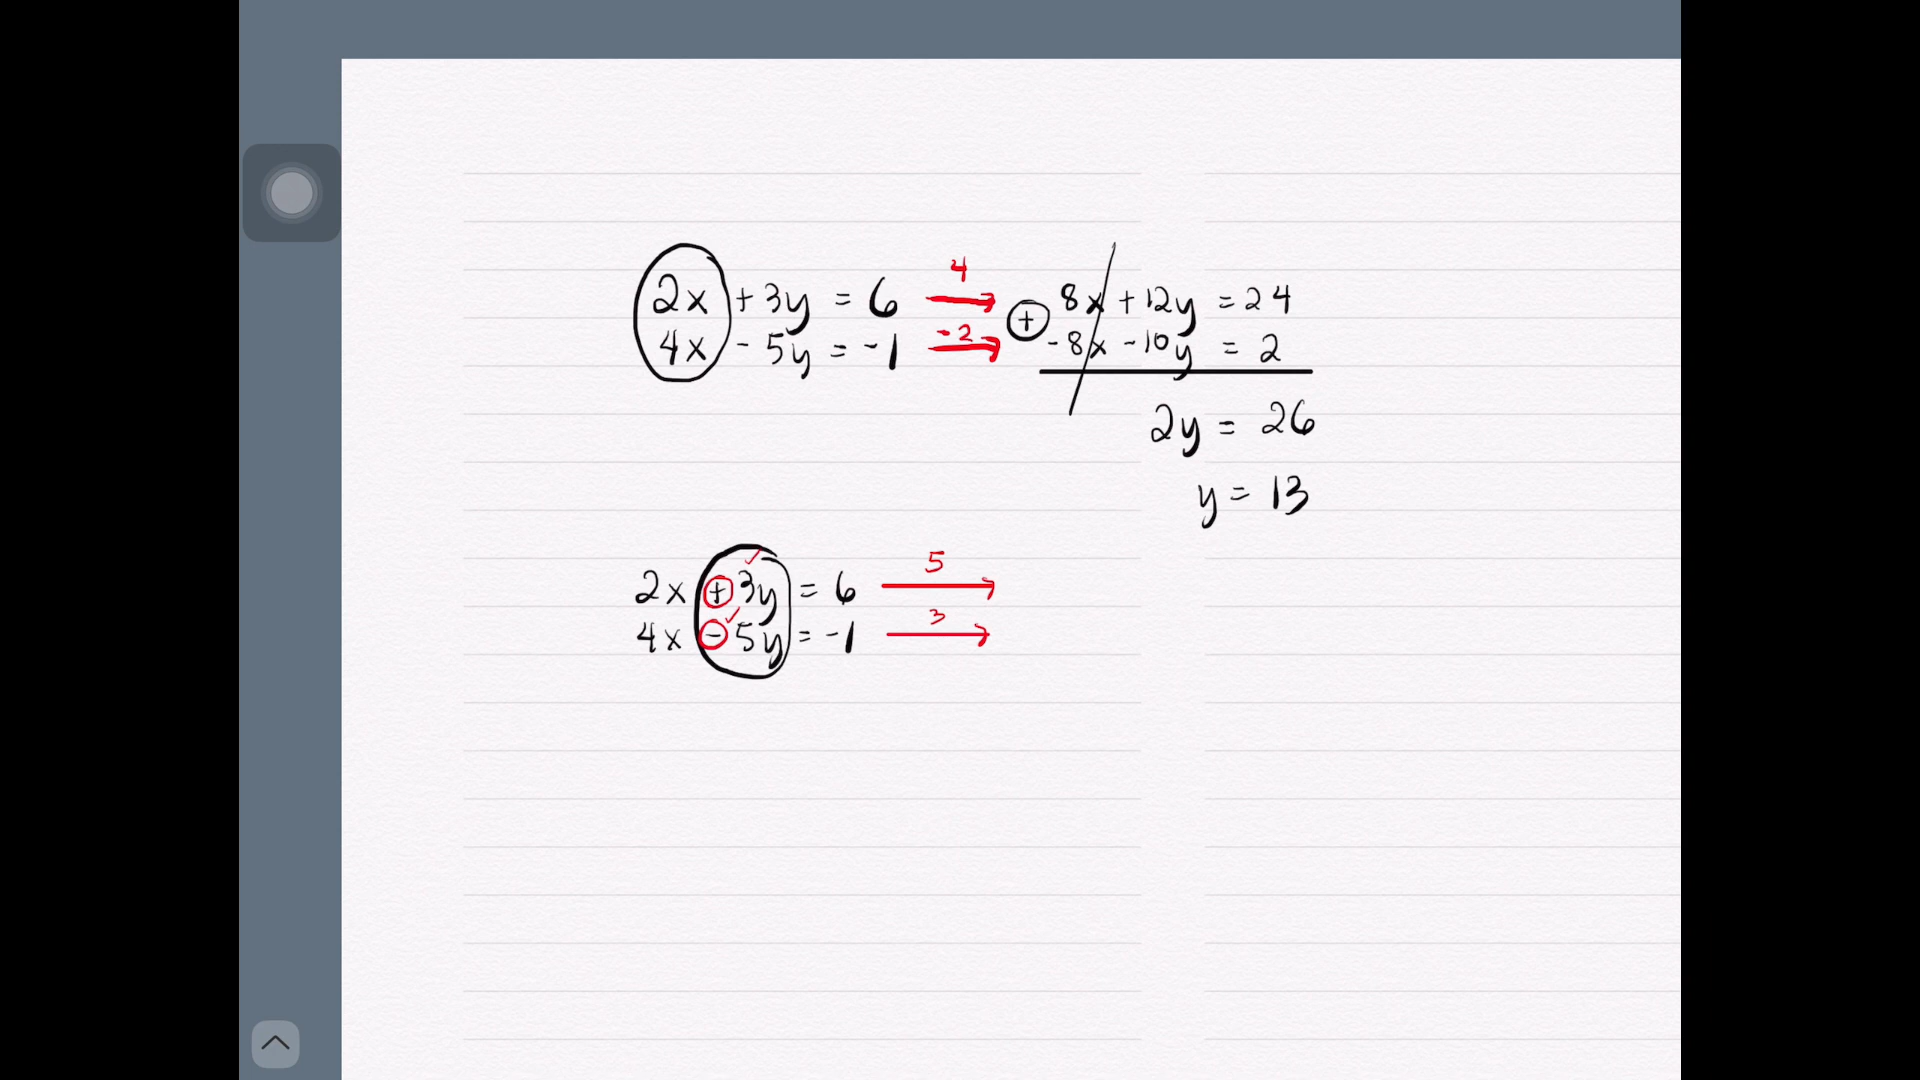 2x + 3y = 6 4 8x + 12y = 24
4x - 5y = -1 -2 + -8x - 10y = 2
2y = 26
y = 13
2x + 3y = 6 5
4x - 5y = -1 3